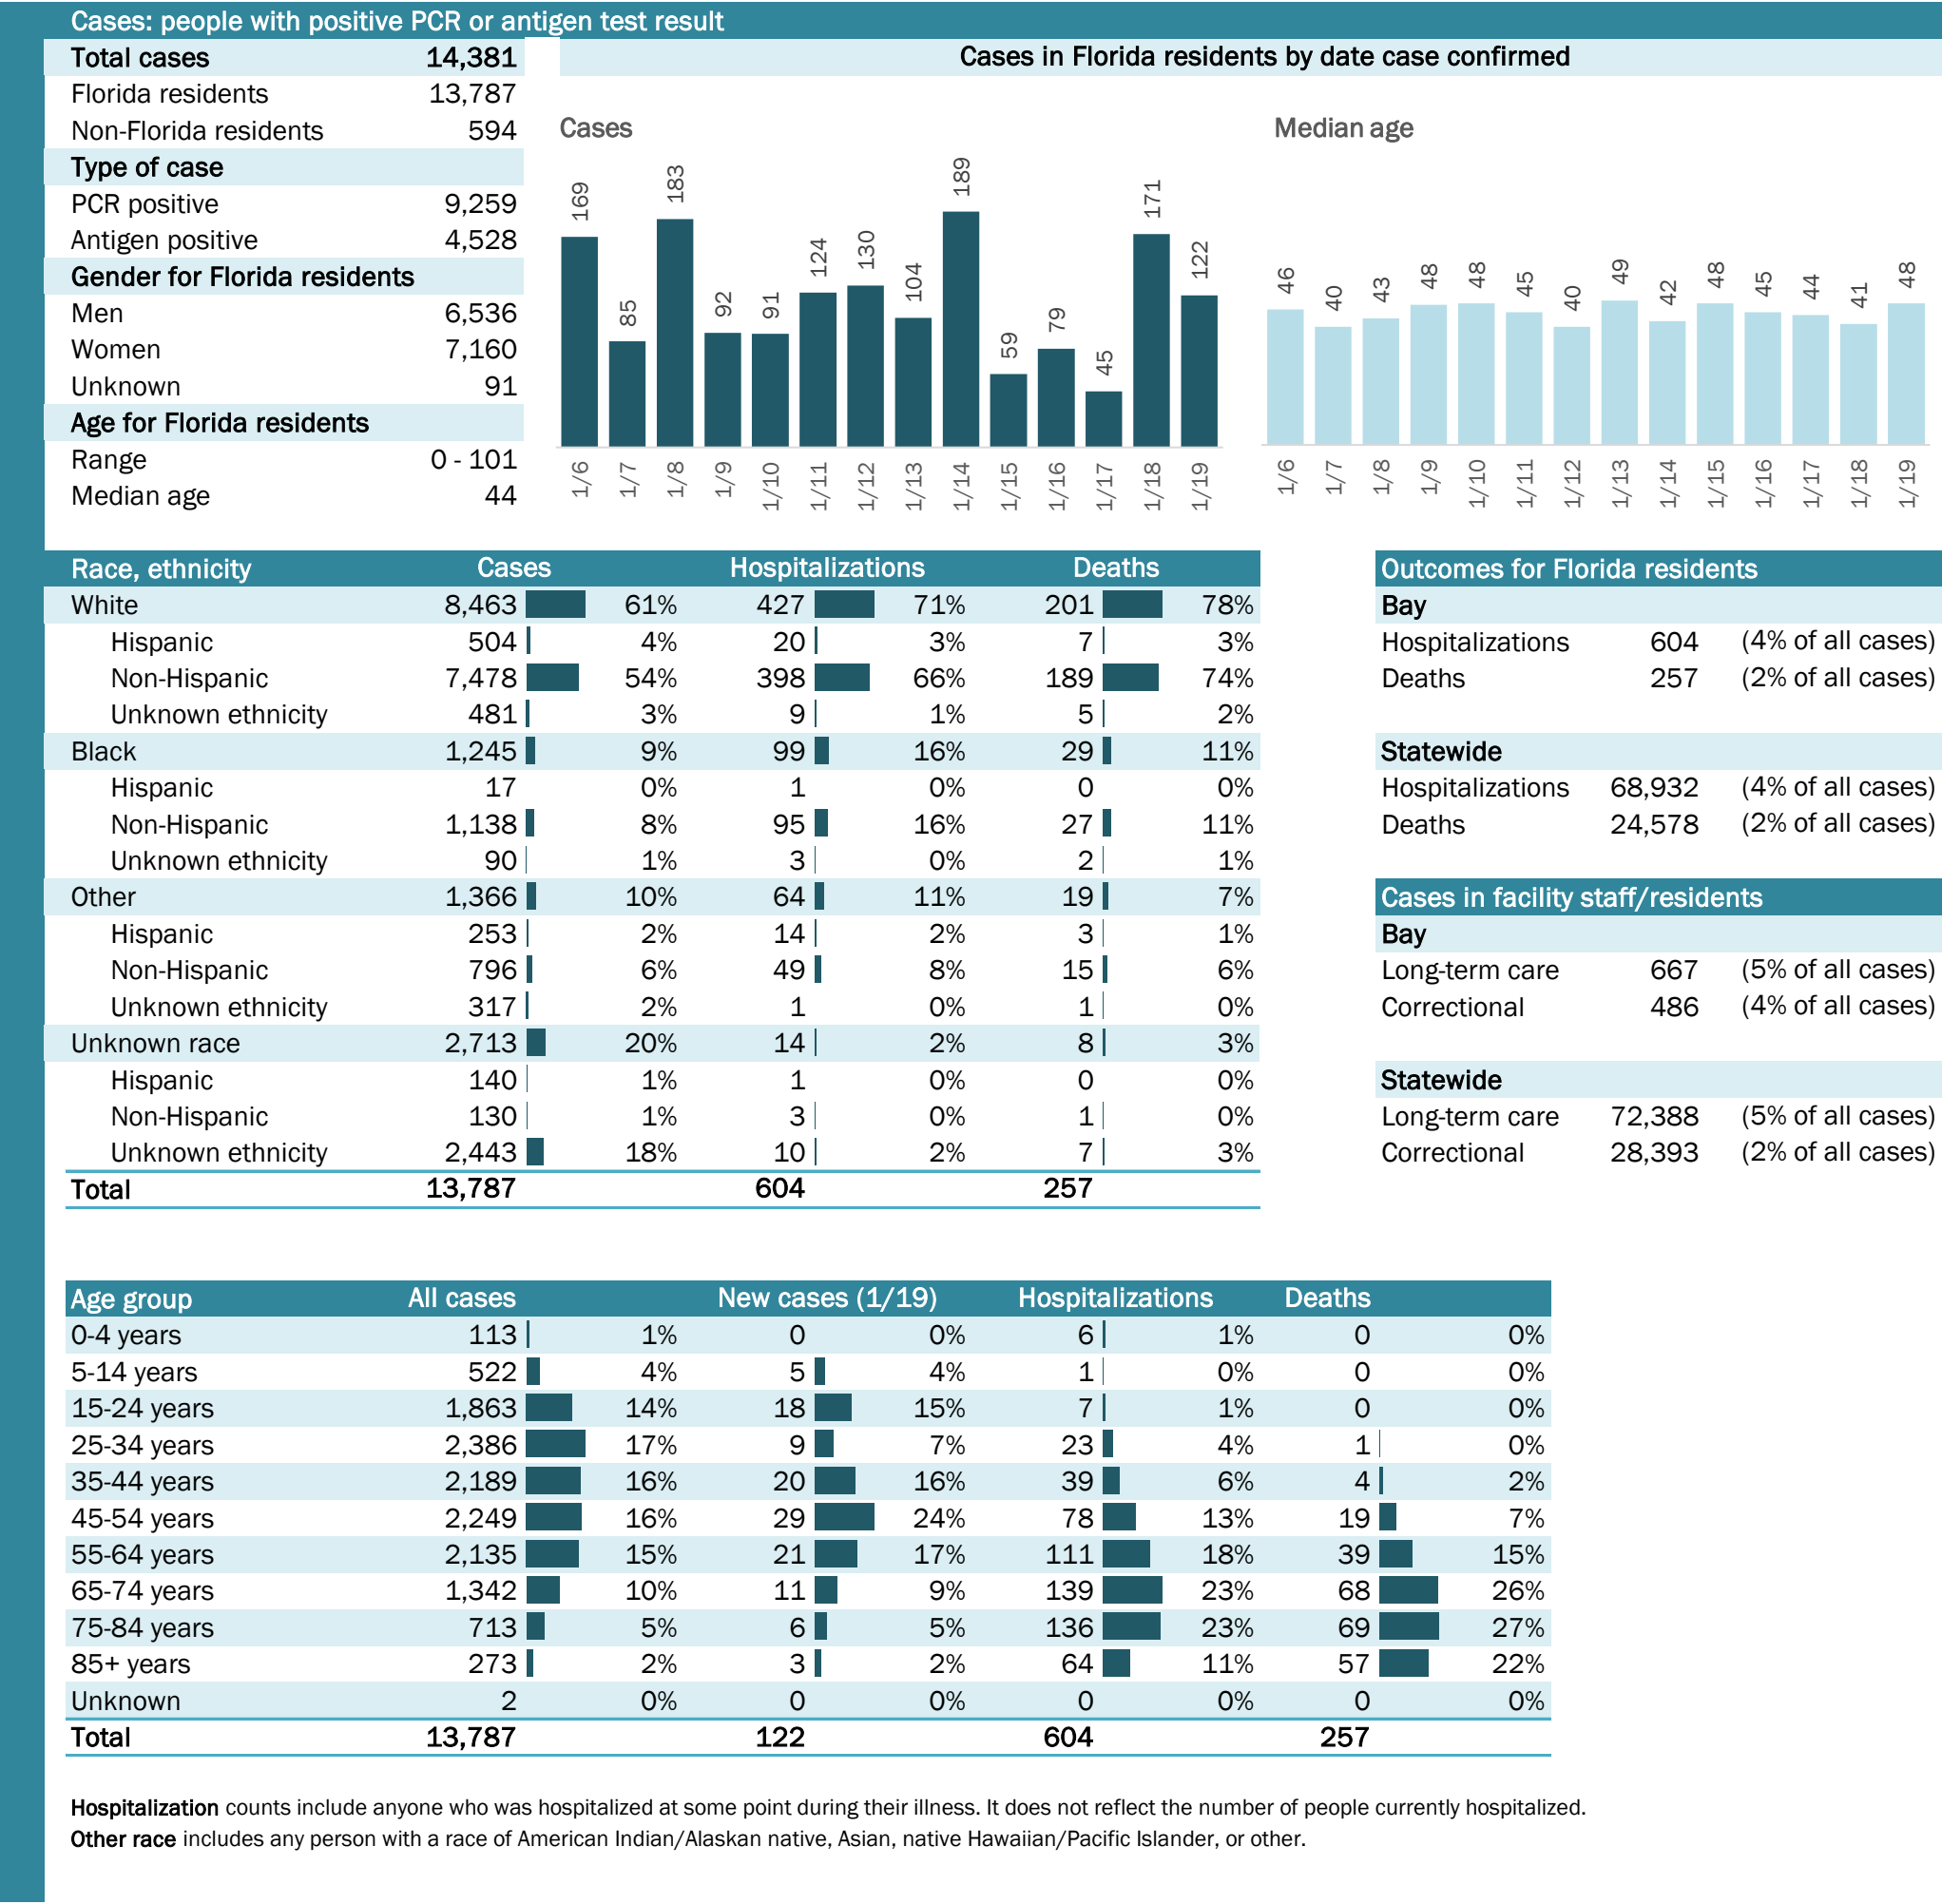 Cases: people with positive PCR or antigen test result
Total cases 14,381
Florida residents 13,787
Non-Florida residents 594
Type of case
PCR positive 9,259
Antigen positive 4,528
Gender for Florida residents
Men 6,536
Women 7,160
Unknown 91
Age for Florida residents
Range 0 - 101
Median age 44
Cases in Florida residents by date case confirmed
Cases
169 85 183 92 91 124 130 104 189 59 79 45 171 122
1/6 1/7 1/8 1/9 1/10 1/11 1/12 1/13 1/14 1/15 1/16 1/17 1/18 1/19
Median age
46 40 43 48 48 45 40 49 42 48 45 44 41 48
1/6 1/7 1/8 1/9 1/10 1/11 1/12 1/13 1/14 1/15 1/16 1/17 1/18 1/19
Race, ethnicity Cases Hospitalizations Deaths
White 8,463 61% 427 71% 201 78%
Hispanic 504 4% 20 3% 7 3%
Non-Hispanic 7,478 54% 398 66% 189 74%
Unknown ethnicity 481 3% 9 1% 5 2%
Black 1,245 9% 99 16% 29 11%
Hispanic 17 0% 1 0% 0 0%
Non-Hispanic 1,138 8% 95 16% 27 11%
Unknown ethnicity 90 1% 3 0% 2 1%
Other 1,366 10% 64 11% 19 7%
Hispanic 253 2% 14 2% 3 1%
Non-Hispanic 796 6% 49 8% 15 6%
Unknown ethnicity 317 2% 1 0% 1 0%
Unknown race 2,713 20% 14 2% 8 3%
Hispanic 140 1% 1 0% 0 0%
Non-Hispanic 130 1% 3 0% 1 0%
Unknown ethnicity 2,443 18% 10 2% 7 3%
Total 13,787 604 257
Outcomes for Florida residents
Bay
Hospitalizations 604 (4% of all cases)
Deaths 257 (2% of all cases)
Statewide
Hospitalizations 68,932 (4% of all cases)
Deaths 24,578 (2% of all cases)
Cases in facility staff/residents
Bay
Long-term care 667 (5% of all cases)
Correctional 486 (4% of all cases)
Statewide
Long-term care 72,388 (5% of all cases)
Correctional 28,393 (2% of all cases)
Age group All cases New cases (1/19) Hospitalizations Deaths
0-4 years 113 1% 0 0% 6 1% 0 0%
5-14 years 522 4% 5 4% 1 0% 0 0%
15-24 years 1,863 14% 18 15% 7 1% 0 0%
25-34 years 2,386 17% 9 7% 23 4% 1 0%
35-44 years 2,189 16% 20 16% 39 6% 4 2%
45-54 years 2,249 16% 29 24% 78 13% 19 7%
55-64 years 2,135 15% 21 17% 111 18% 39 15%
65-74 years 1,342 10% 11 9% 139 23% 68 26%
75-84 years 713 5% 6 5% 136 23% 69 27%
85+ years 273 2% 3 2% 64 11% 57 22%
Unknown 2 0% 0 0% 0 0% 0 0%
Total 13,787 122 604 257
Hospitalization counts include anyone who was hospitalized at some point during their illness. It does not reflect the number of people currently hospitalized.
Other race includes any person with a race of American Indian/Alaskan native, Asian, native Hawaiian/Pacific Islander, or other.